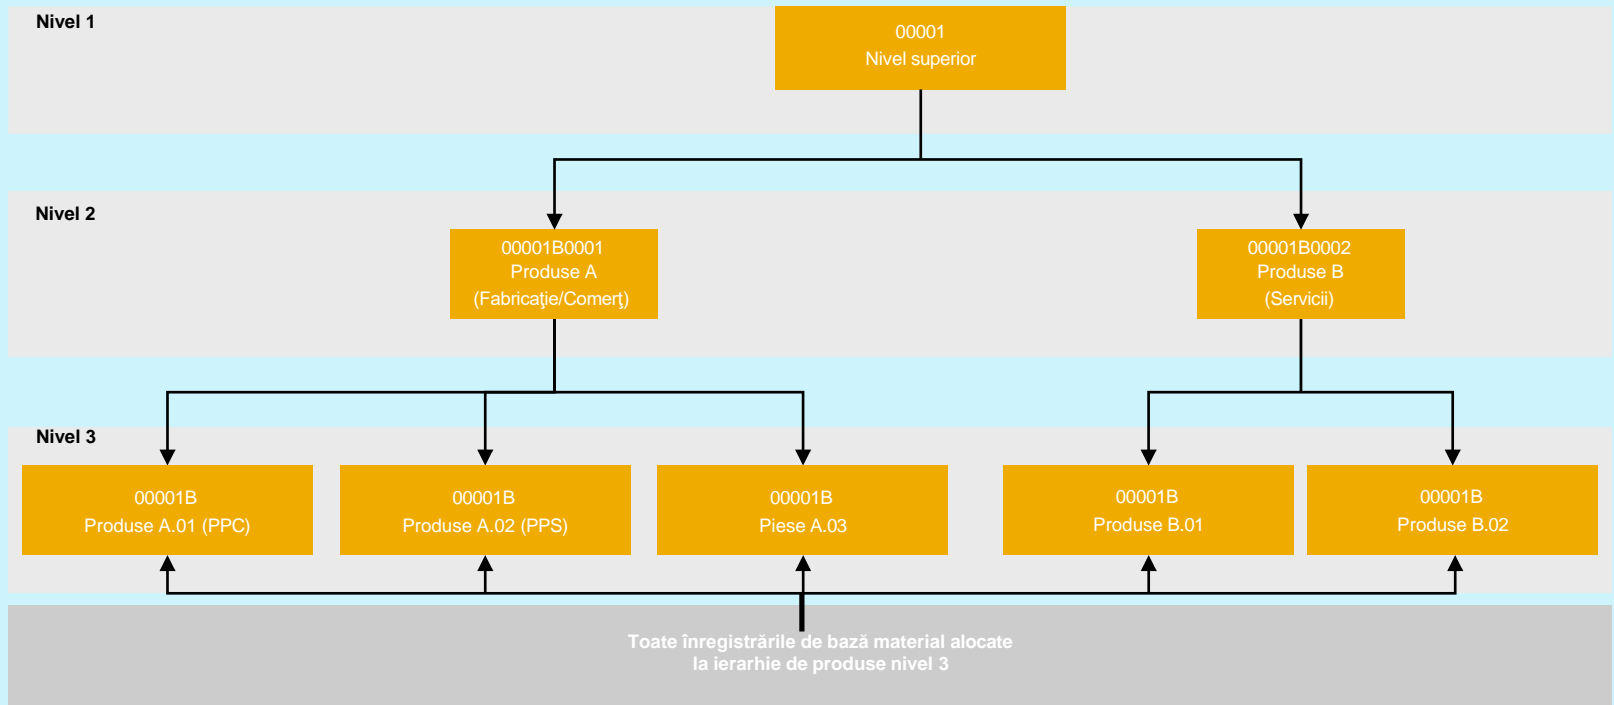 Nivel 1
00001
Nivel superior
Nivel 2
00001B0001
Produse A
(Fabricaţie/Comerţ)
00001B0002
Produse B
(Servicii)
Nivel 3
00001B
Produse A.01 (PPC)
00001B
Produse A.02 (PPS)
00001B
Piese A.03
00001B
Produse B.01
00001B
Produse B.02
Toate înregistrările de bază material alocate
la ierarhie de produse nivel 3